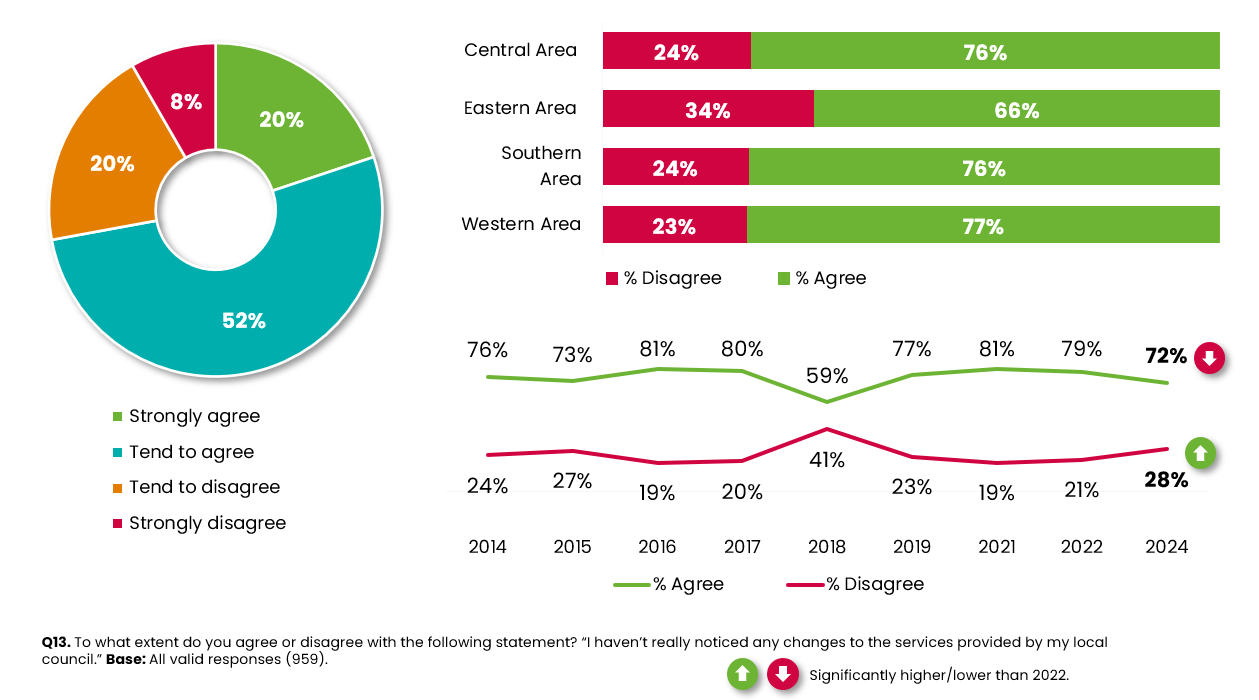 8%
20%
20%
52%
Strongly agree
Tend to agree
Tend to disagree
Strongly disagree
Central Area 24% 76%
Eastern Area 34% 66%
Southern
Area 24% 76%
Western Area 23% 77%
% Disagree % Agree
76% 73% 81% 80% 59% 77% 81% 79% 72%
24% 27% 19% 20% 41% 23% 19% 21% 28%
2014 2015 2016 2017 2018 2019 2021 2022 2024
% Agree % Disagree
Q13. To what extent do you agree or disagree with the following statement? “I haven’t really noticed any changes to the services provided by my local
council.” Base: All valid responses (959).
Significantly higher/lower than 2022.